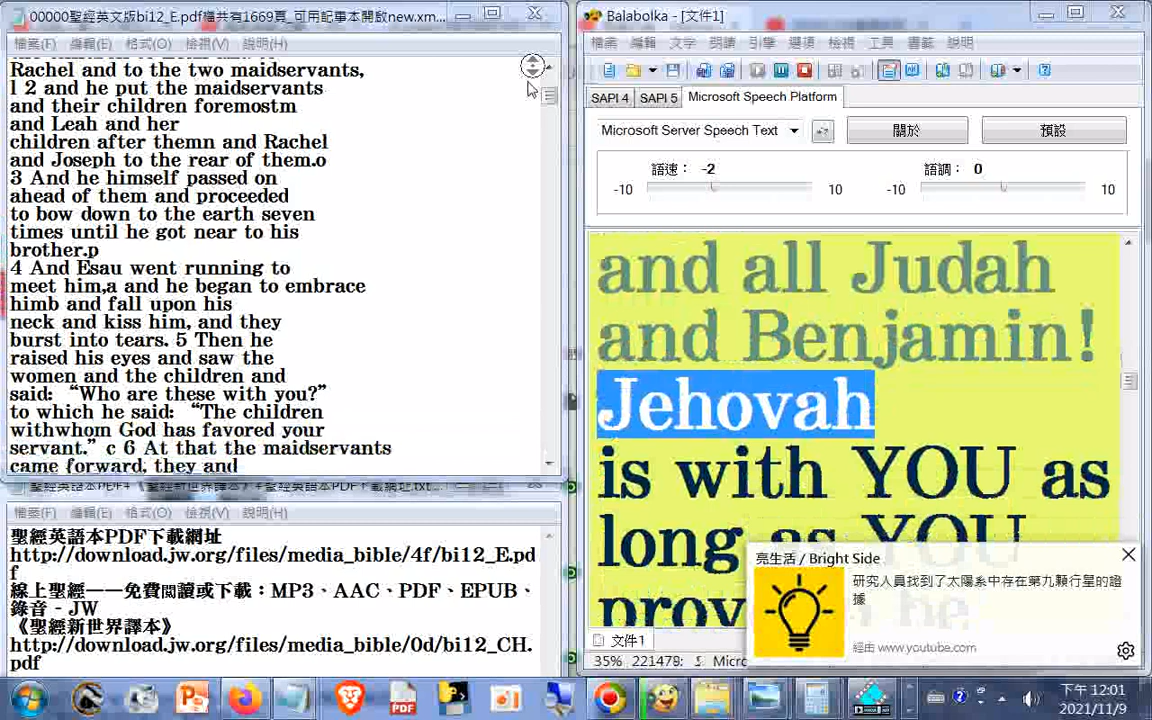 00000聖經英文版bi12_E.pdf檔共有1669頁_可用記事本開啟new.xm...
檔案(F) 編輯(E) 格式(O) 檢視(V) 說明(H)
Rachel and to the two maidservants,
l 2 and he put the maidservants
and their children foremostm
and Leah and her
children after themn and Rachel
and Joseph to the rear of them.o
3 And he himself passed on
ahead of them and proceeded
to bow down to the earth seven
times until he got near to his
brother.p
4 And Esau went running to
meet him,a and he began to embrace
himb and fall upon his
neck and kiss him, and they
burst into tears. 5 Then he
raised his eyes and saw the
women and the children and
said: “Who are these with you?”
to which he said: “The children
withwhom God has favored your
servant.” c 6 At that the maidservants
came forward, they and
檔案(F) 編輯(E) 格式(O) 檢視(V) 說明(H)
聖經英語本PDF下載網址
http://download.jw.org/files/media_bible/4f/bi12_E.pd
f
線上聖經——免費閱讀或下載：MP3、AAC、PDF、EPUB、
錄音 - JW
《聖經新世界譯本》
http://download.jw.org/files/media_bible/0d/bi12_CH.
pdf
Balabolka - [文件1]
檔案 編輯 文字 朗讀 引擎 選項 檢視 工具 書籤 說明
SAPI 4 SAPI 5 Microsoft Speech Platform
Microsoft Server Speech Text 關於 預設
語速： -2 語調： 0
-10 10 -10 10
and all Judah
and Benjamin!
Jehovah
is with YOU as
long as YOU
亮生活 / Bright Side
研究人員找到了太陽系中存在第九顆行星的證
據
經由 www.youtube.com
prov he
文件1
35% 221479: Micro
下午 12:01
2021/11/9